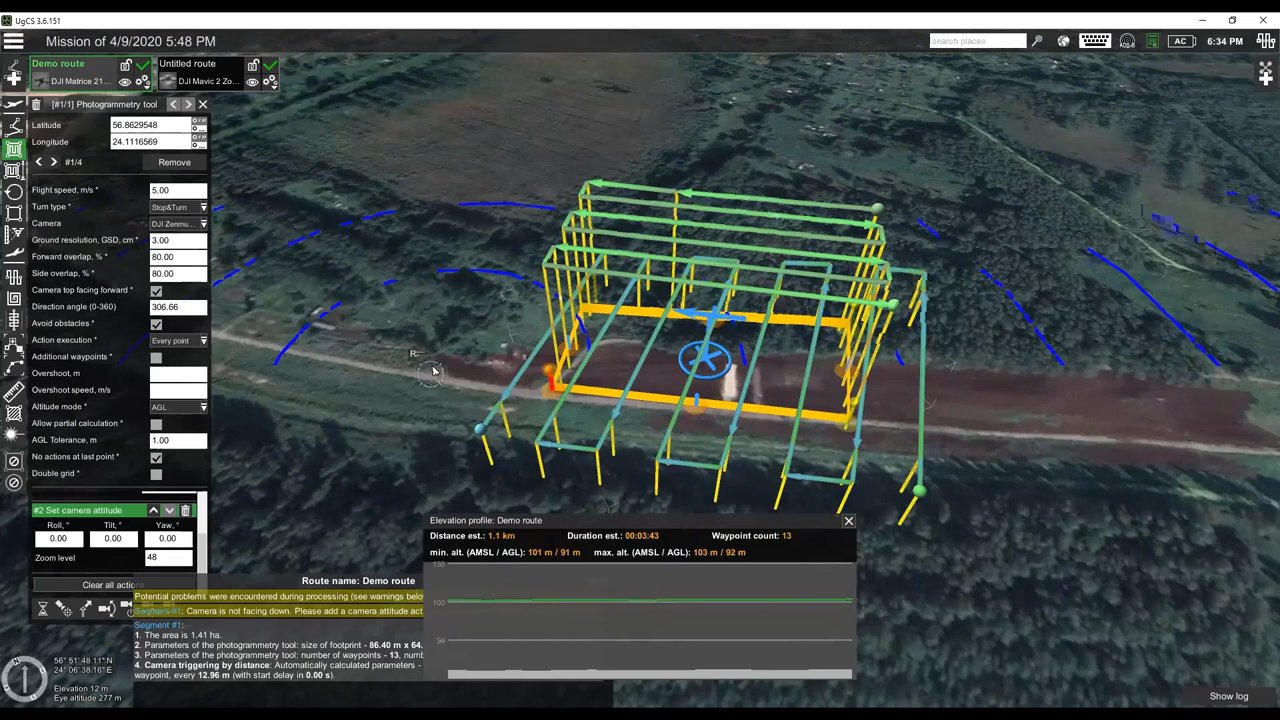 UgCS 3.6.151
Mission of 4/9/2020 5:48 PM
search places
ADS-B
AC
6:34 PM
Demo route
DJI Matrice 21...
Untitled route
DJI Mavic 2 Zo...
[#1/1] Photogrammetry tool
Latitude 56.8629548
Longitude 24.1116569
#1/4 Remove
Flight speed, m/s * 5.00
Turn type * Stop&Turn
Camera * DJI Zenmu...
Ground resolution, GSD, cm * 3.00
Forward overlap, % * 80.00
Side overlap, % * 80.00
Camera top facing forward *
Direction angle (0-360) 306.66
Avoid obstacles *
Action execution * Every point
Additional waypoints *
Overshoot, m
Overshoot speed, m/s
Altitude mode * AGL
Allow partial calculation *
AGL Tolerance, m 1.00
No actions at last point *
Double grid *
R
#2 Set camera attitude
Roll, ° Tilt, ° Yaw, °
0.00 0.00 0.00
Zoom level 48
Clear all actions
Route name: Demo route
Potential problems were encountered during processing (see warnings belo
Segment #1: Camera is not facing down. Please add a camera attitude act
Segment #1:
1. The area is 1.41 ha.
2. Parameters of the photogrammetry tool: size of footprint - 86.40 m x 64.
3. Parameters of the photogrammetry tool: number of waypoints - 13, numb
4. Camera triggering by distance: Automatically calculated parameters -
waypoint, every 12.96 m (with start delay in 0.00 s).
Elevation profile: Demo route
Distance est.: 1.1 km Duration est.: 00:03:43 Waypoint count: 13
min. alt. (AMSL / AGL): 101 m / 91 m max. alt. (AMSL / AGL): 103 m / 92 m
150
100
50
56° 51' 48.11" N
24° 06' 38.16" E
Elevation 12 m
Eye altitude 277 m
Show log